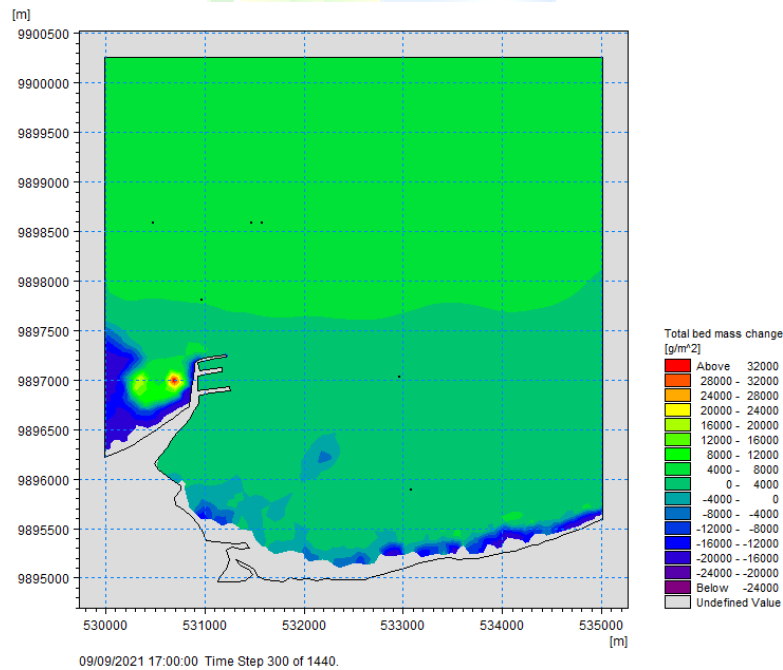 [m]
9900500
9900000
9899500
9899000
9898500
9898000
9897500
9897000
9896500
9896000
9895500
9895000
530000 531000 532000 533000 534000 535000
[m]
09/09/2021 17:00:00 Time Step 300 of 1440.
Total bed mass change
[g/m^2]
Above 32000
28000 - 32000
24000 - 28000
20000 - 24000
16000 - 20000
12000 - 16000
8000 - 12000
4000 - 8000
0 - 4000
-4000 - 0
-8000 - -4000
-12000 - -8000
-16000 - -12000
-20000 - -16000
-24000 - -20000
Below -24000
Undefined Value